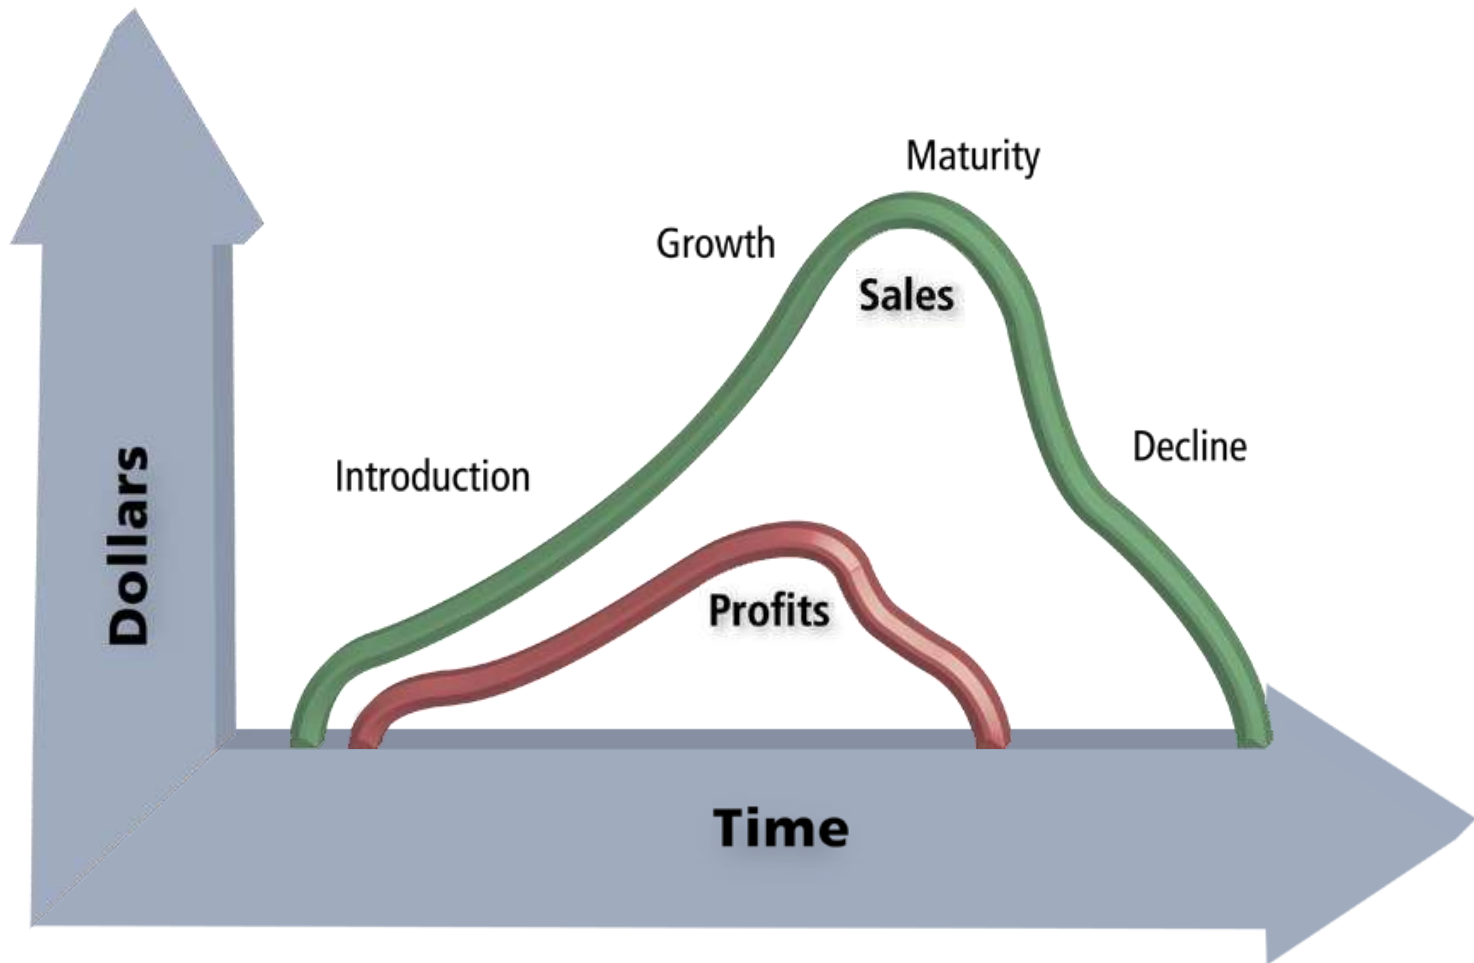 Maturity
Growth
Sales
Introduction
Decline
Dollars
Profits
Time